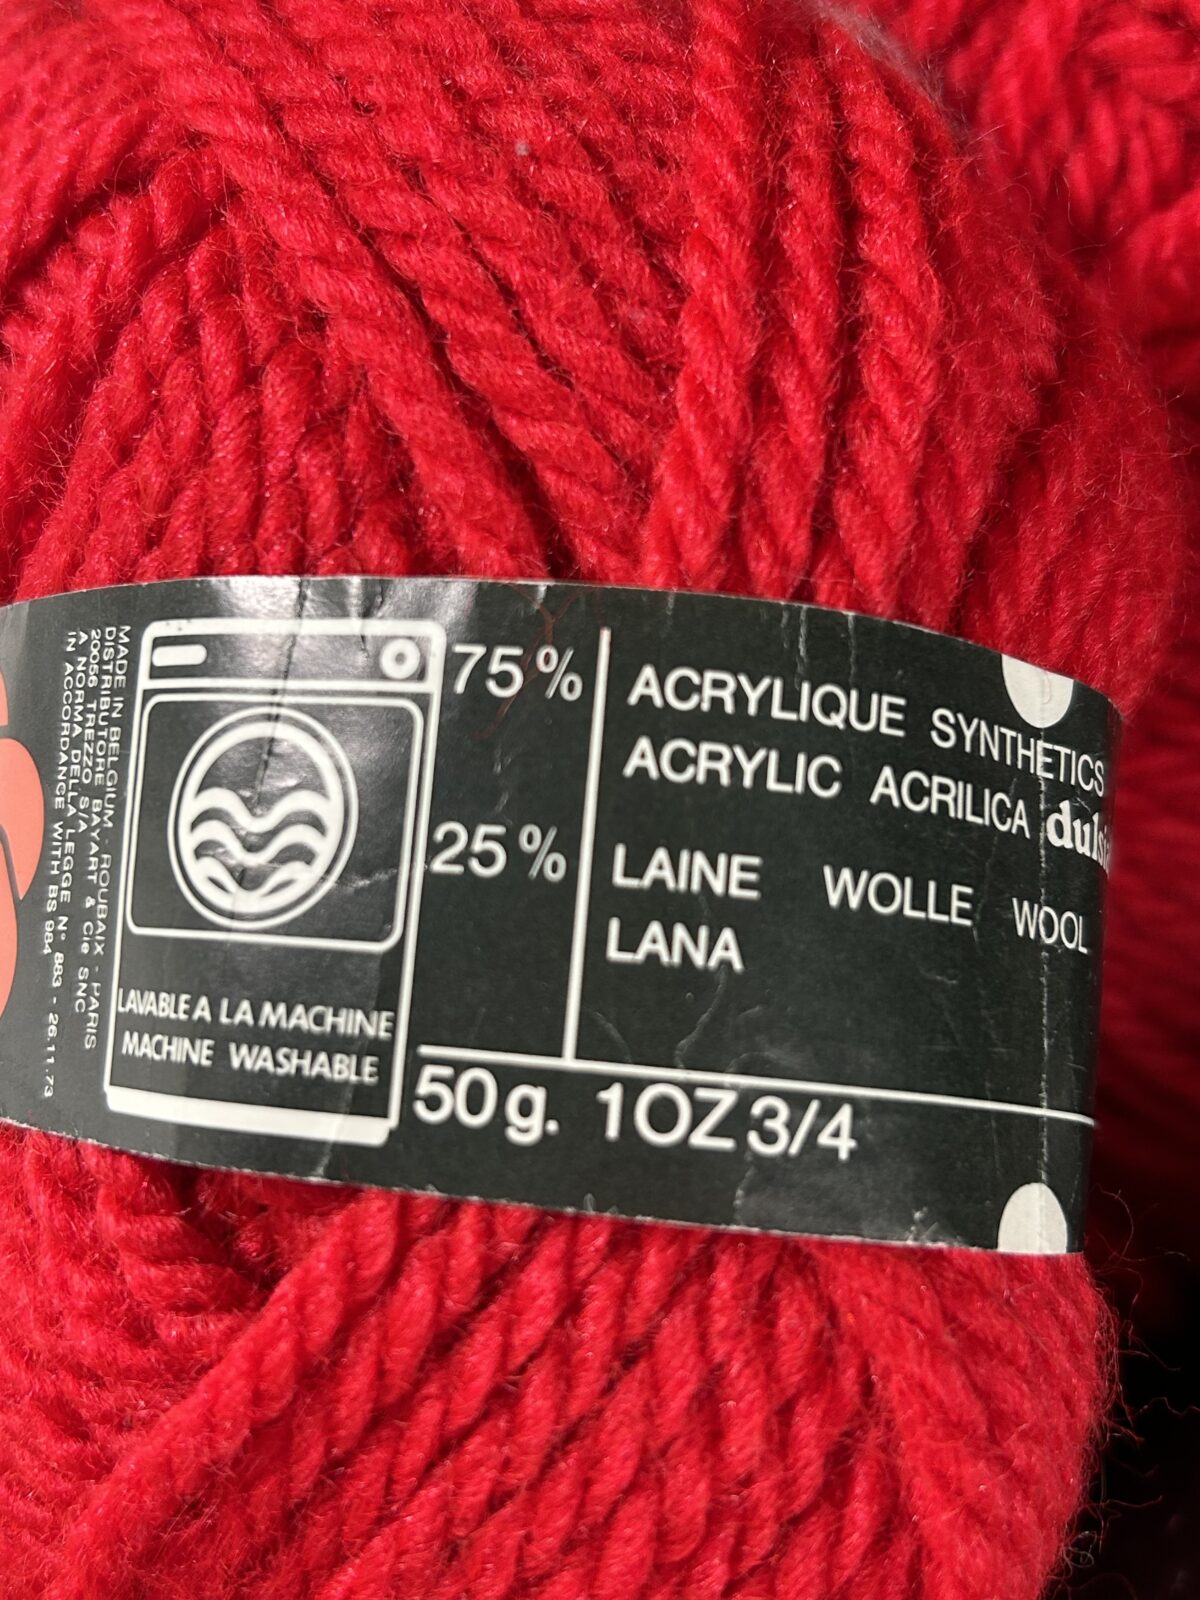 MADE IN BELGIUM - ROUBAIX - PARIS
DISTRIBUTORE BAYART & Cie SNC
20056 TREZZO S/A
A NORMA DELLA LEGGE N° 883 - 26.11.73
IN ACCORDANCE WITH BS 984
LAVABLE A LA MACHINE
MACHINE WASHABLE
75% ACRYLIQUE SYNTHETICS
ACRYLIC ACRILICA
25% LAINE WOLLE WOOL
LANA
50g. 1OZ 3/4